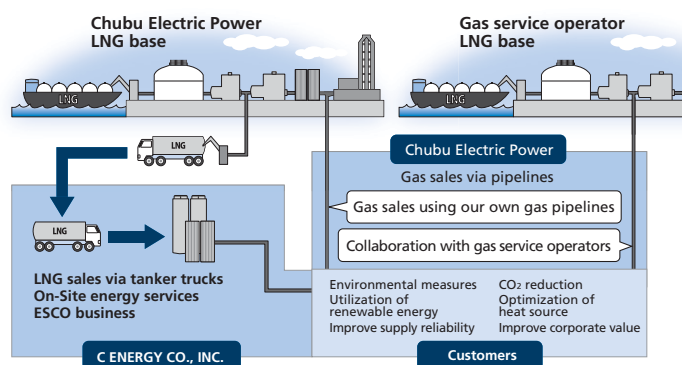 Chubu Electric Power
LNG base
Gas service operator
LNG base
LNG
LNG
LNG
Chubu Electric Power
Gas sales via pipelines
Gas sales using our own gas pipelines
Collaboration with gas service operators
LNG
LNG sales via tanker trucks
On-Site energy services
ESCO business
C ENERGY CO., INC.
Environmental measures
Utilization of
renewable energy
Improve supply reliability
CO₂ reduction
Optimization of
heat source
Improve corporate value
Customers